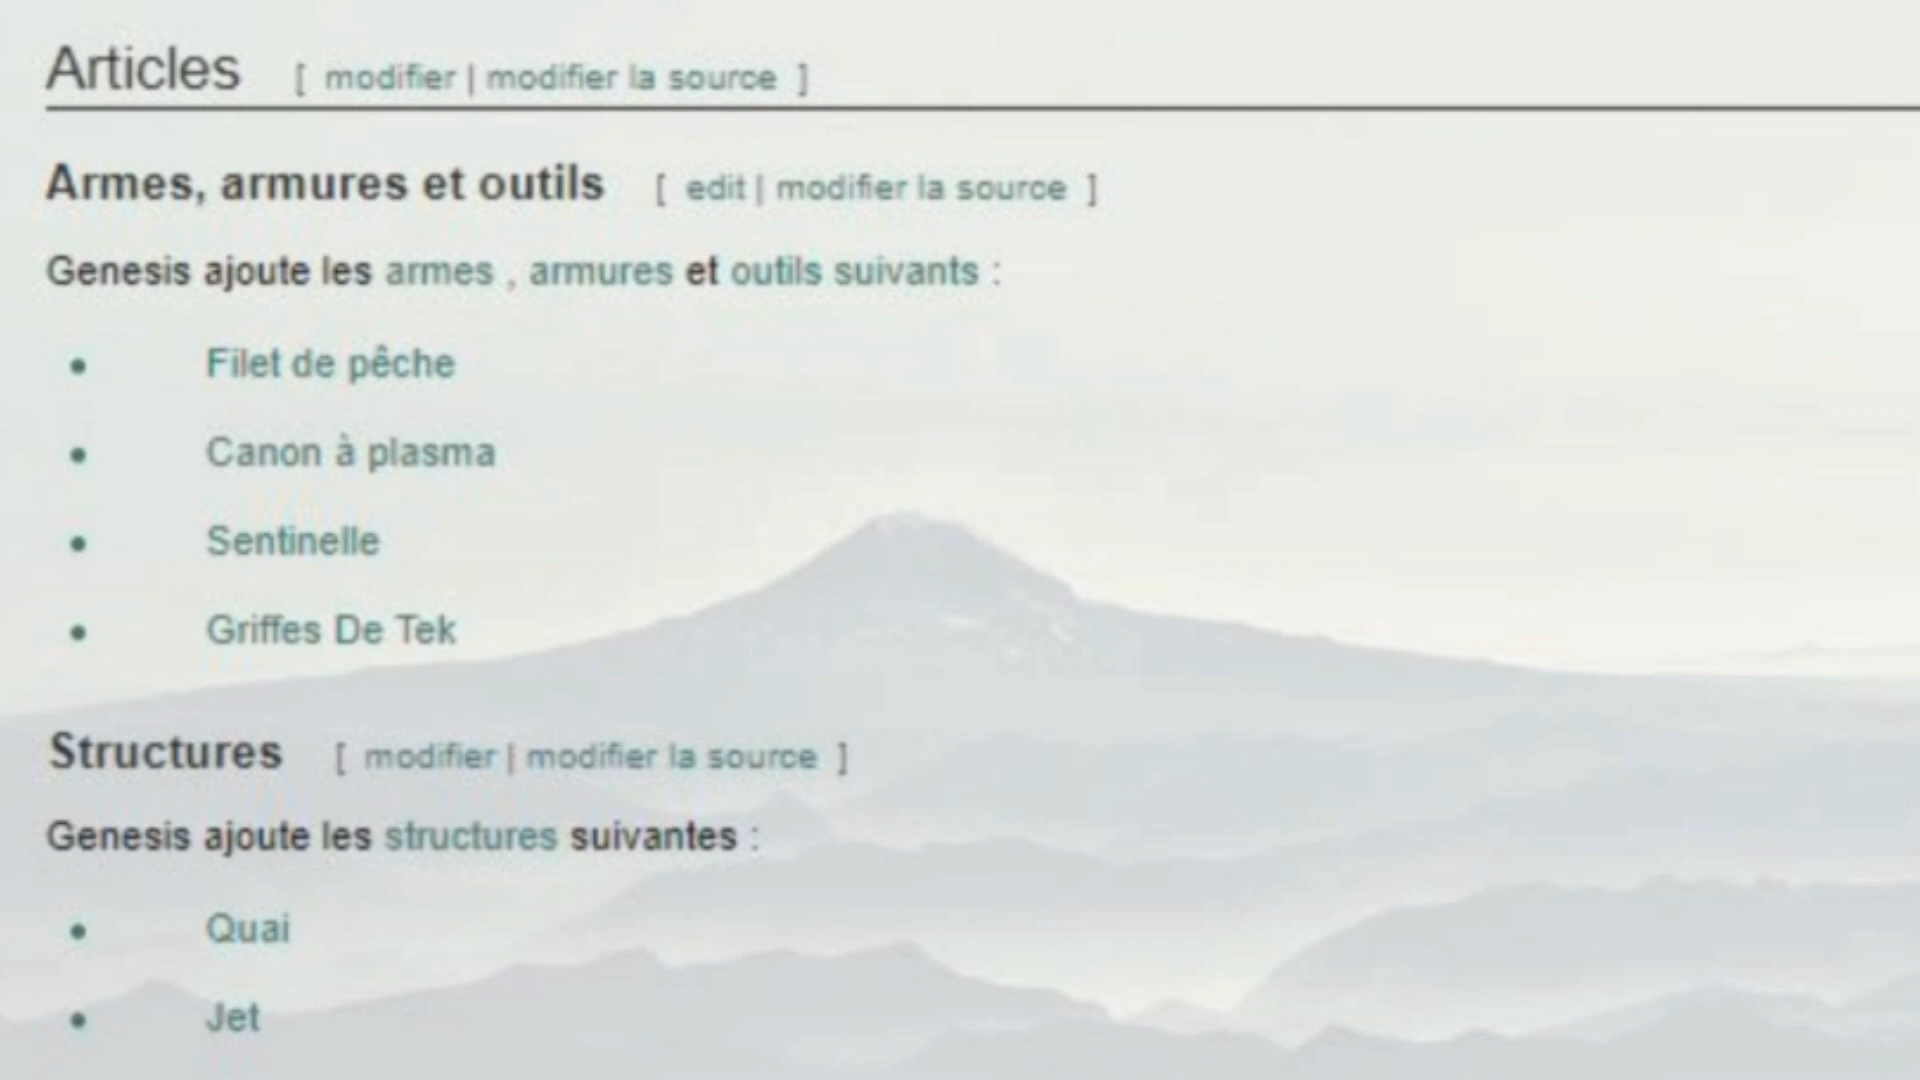 Articles [ modifier | modifier la source ]
Armes, armures et outils [ edit | modifier la source ]
Genesis ajoute les armes , armures et outils suivants :
• Filet de pêche
• Canon à plasma
• Sentinelle
• Griffes De Tek
Structures [ modifier | modifier la source ]
Genesis ajoute les structures suivantes :
• Quai
• Jet